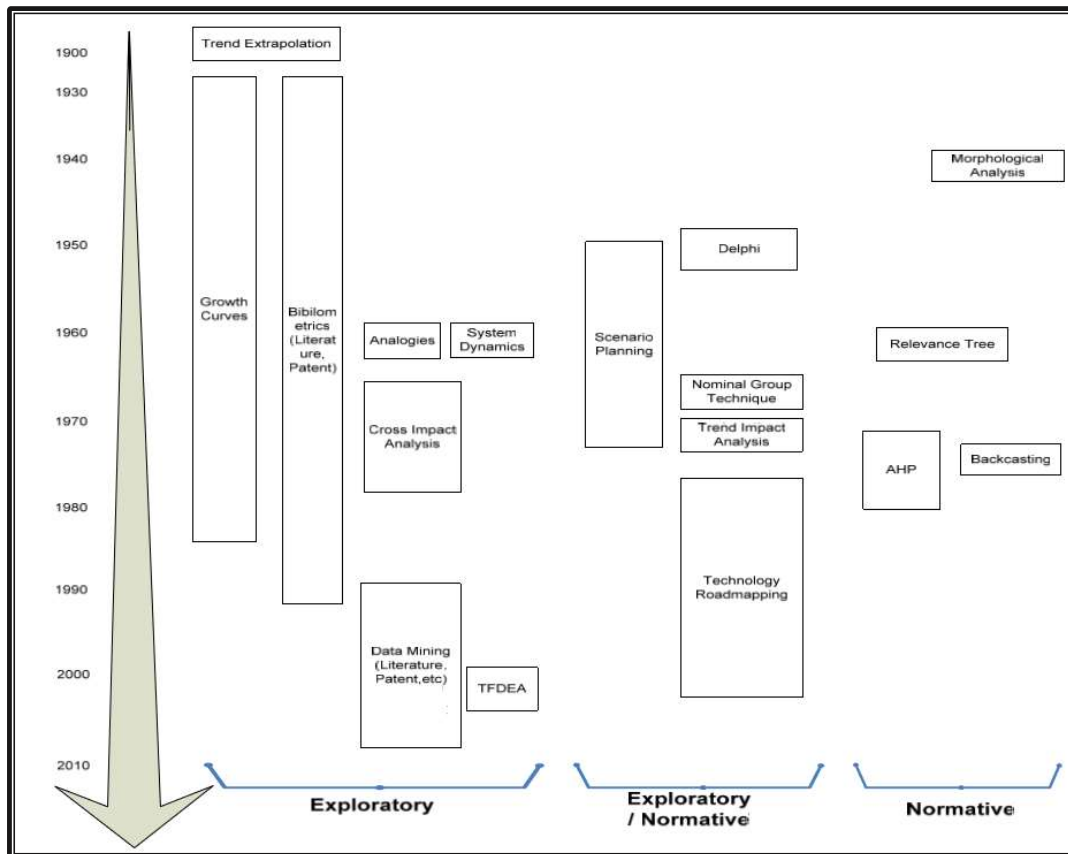 1900
1930
1940
1950
1960
1970
1980
1990
2000
2010
Trend Extrapolation
Growth
Curves
Bibilom
etrics
(Literat
ure,
Patent)
Analogies
System
Dynamics
Cross Impact
Analysis
Data Mining
(Literature,
Patent,etc)
TFDEA
Scenario
Planning
Delphi
Nominal Group
Technique
Trend Impact
Analysis
Technology
Roadmapping
Morphological
Analysis
Relevance Tree
AHP
Backcasting
Exploratory
Exploratory
/ Normative
Normative